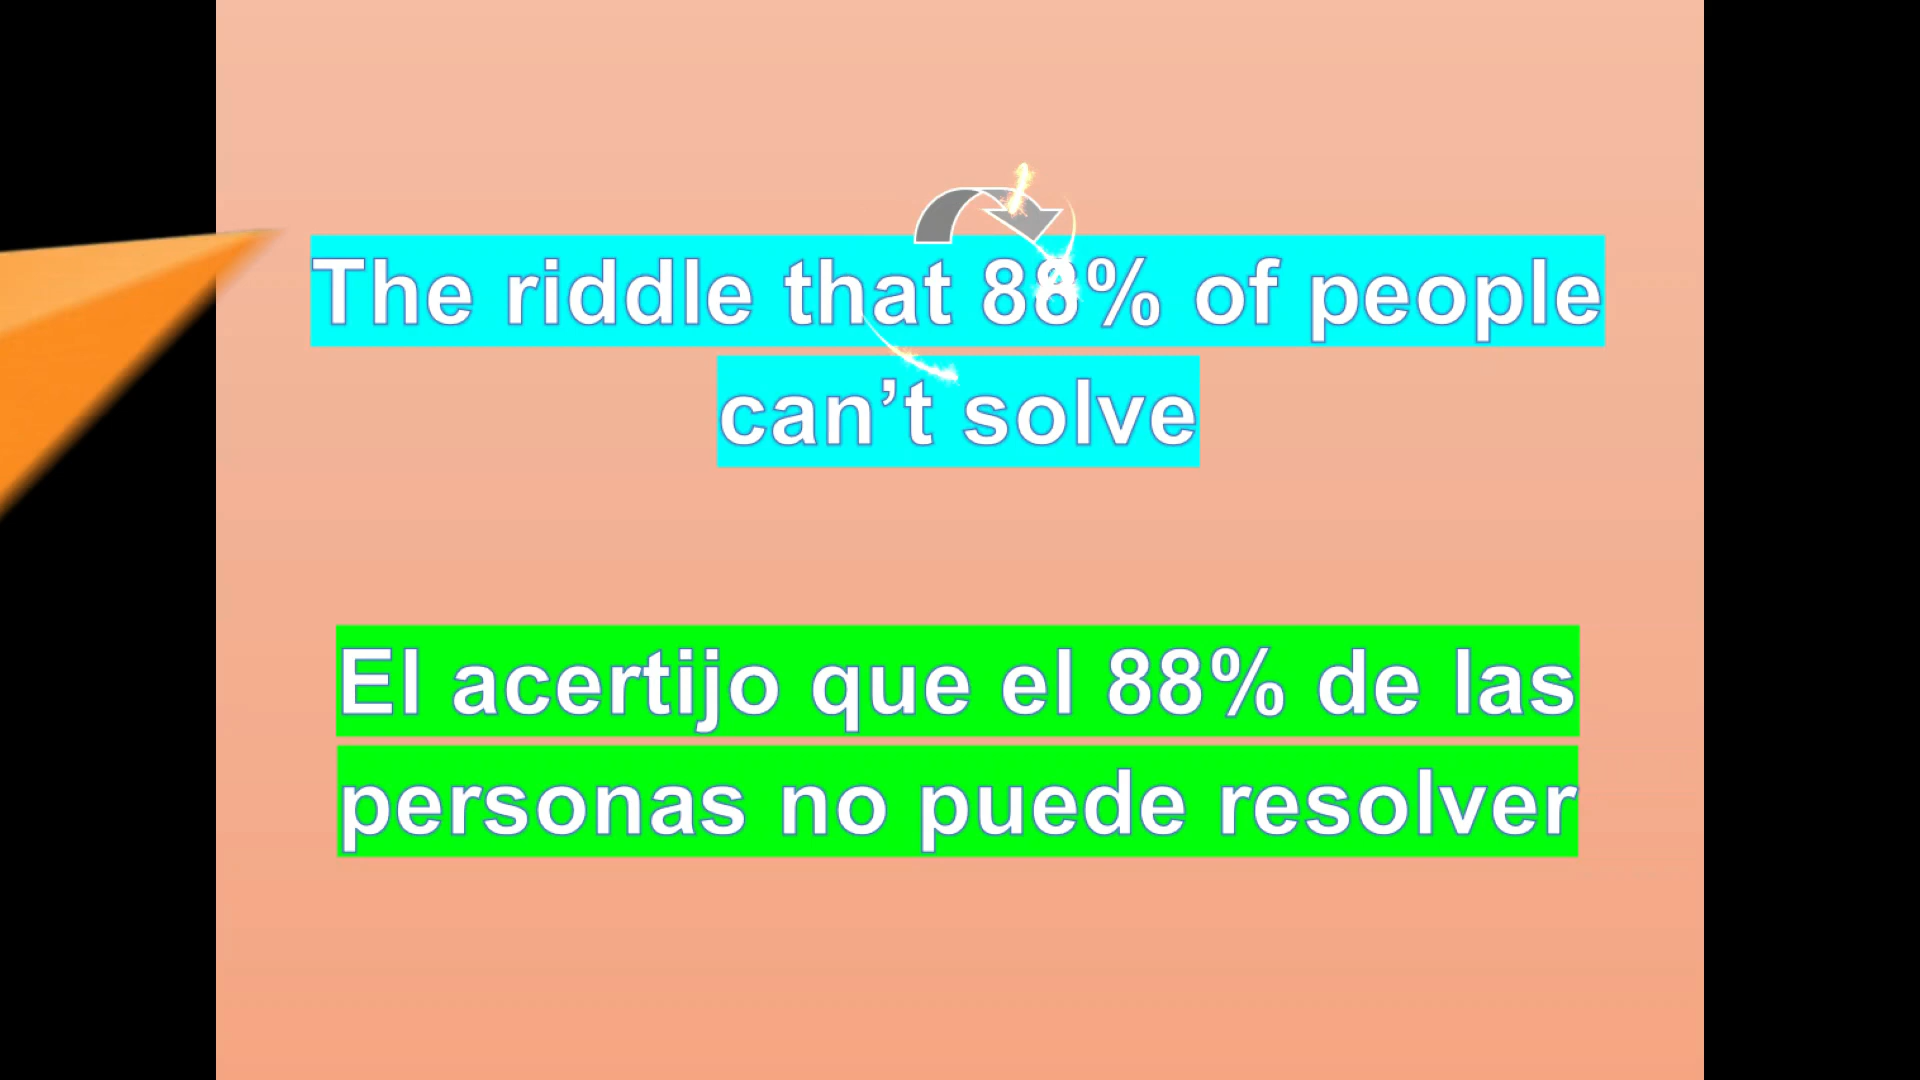 The riddle that 88% of people
can’t solve
El acertijo que el 88% de las
personas no puede resolver